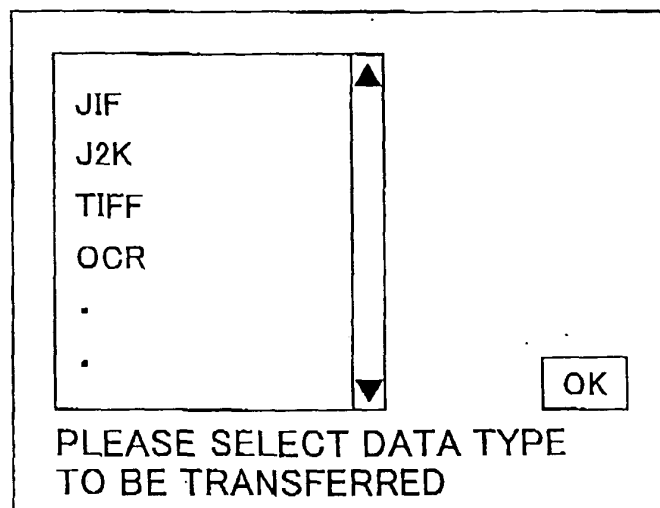 JIF
J2K
TIFF
OCR
.
.
OK
PLEASE SELECT DATA TYPE
TO BE TRANSFERRED